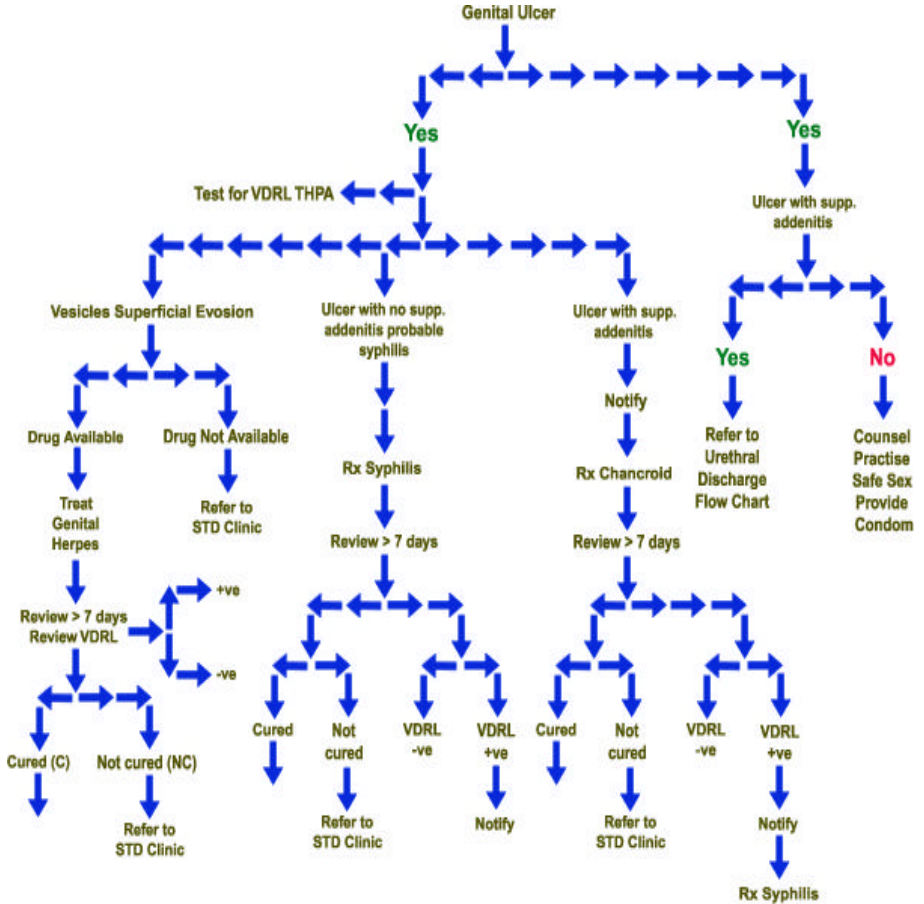 Genital Ulcer
Yes
Yes
Test for VDRL THPA
Ulcer with supp.
addenitis
Vesicles Superficial Evosion
Ulcer with no supp.
addenitis probable
syphilis
Ulcer with supp.
addenitis
Yes
No
Notify
Drug Available
Drug Not Available
Refer to
Urethral
Discharge
Flow Chart
Counsel
Practise
Safe Sex
Provide
Condom
Rx Syphilis
Rx Chancroid
Treat
Genital
Herpes
Refer to
STD Clinic
Review > 7 days
Review > 7 days
+ve
Review > 7 days
Review VDRL
-ve
Cured
Not
cured
VDRL
-ve
VDRL
+ve
Cured
Not
cured
VDRL
-ve
VDRL
+ve
Cured (C)
Not cured (NC)
Refer to
STD Clinic
Refer to
STD Clinic
Notify
Refer to
STD Clinic
Notify
Rx Syphilis